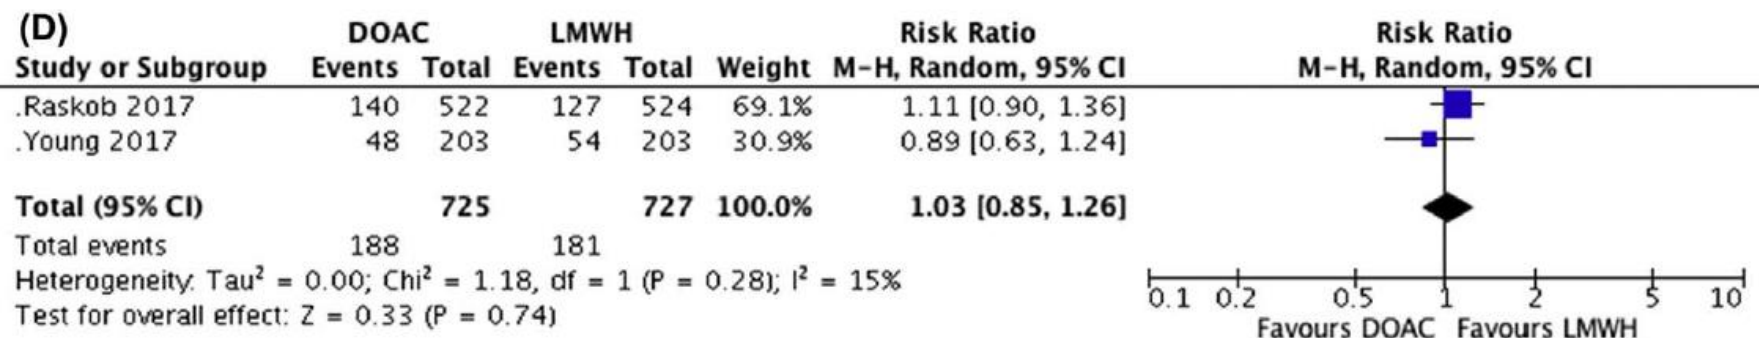 (D) DOAC LMWH Risk Ratio Risk Ratio
Study or Subgroup Events Total Events Total Weight M-H, Random, 95% CI M-H, Random, 95% CI
.Raskob 2017 140 522 127 524 69.1% 1.11 [0.90, 1.36]
.Young 2017 48 203 54 203 30.9% 0.89 [0.63, 1.24]
Total (95% CI) 725 727 100.0% 1.03 [0.85, 1.26]
Total events 188 181
Heterogeneity: Tau² = 0.00; Chi² = 1.18, df = 1 (P = 0.28); I² = 15%
Test for overall effect: Z = 0.33 (P = 0.74)
0.1 0.2 0.5 1 2 5 10
Favours DOAC Favours LMWH